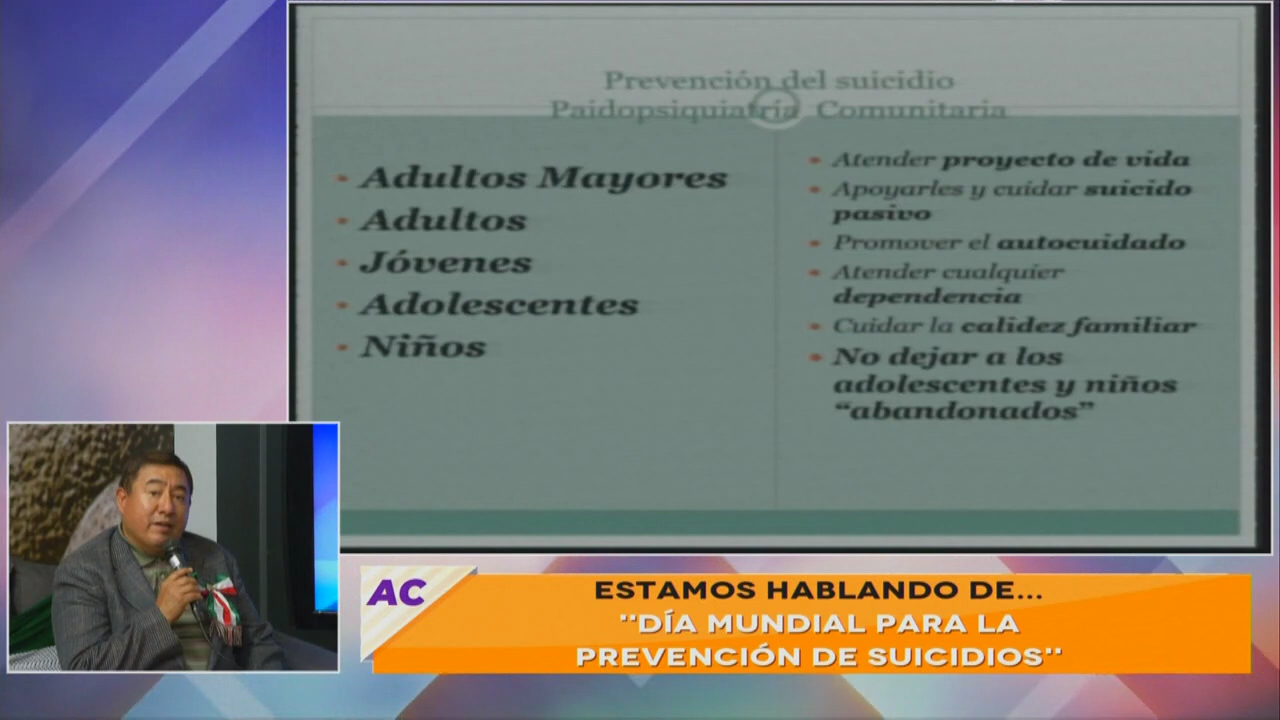 Prevención del suicidio
Paidopsiquiatría Comunitaria
• Adultos Mayores
• Adultos
• Jóvenes
• Adolescentes
• Niños
• Atender proyecto de vida
• Apoyarles y cuidar suicido
pasivo
• Promover el autocuidado
• Atender cualquier
dependencia
• Cuidar la calidez familiar
• No dejar a los
adolescentes y niños
“abandonados”
AC
ESTAMOS HABLANDO DE...
''DÍA MUNDIAL PARA LA
PREVENCIÓN DE SUICIDIOS''